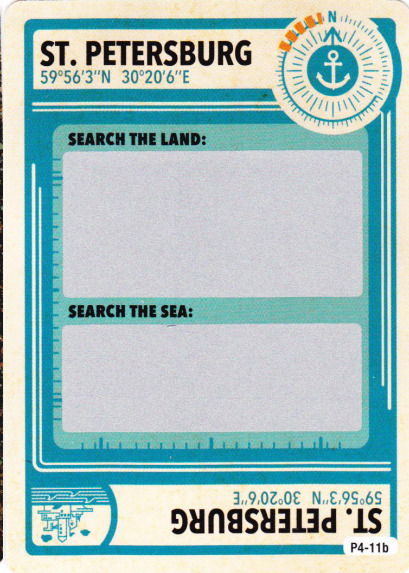 ST. PETERSBURG
59°56'3"N 30°20'6"E
N
SEARCH THE LAND:
SEARCH THE SEA:
59°56'3"N 30°20'6"E
ST. PETERSBURG
P4-11b